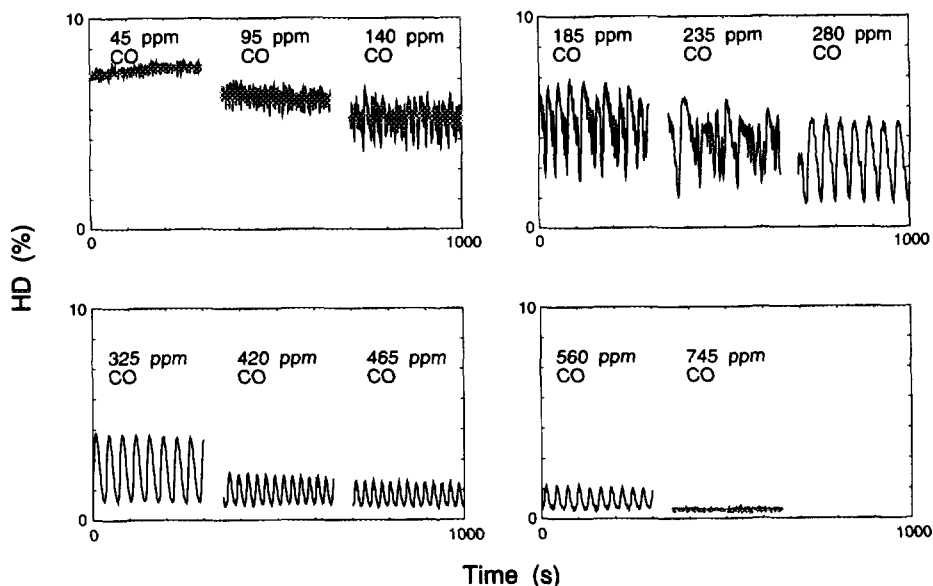 10
45 ppm
CO
95 ppm
CO
140 ppm
CO
0
0
1000
10
185 ppm
CO
235 ppm
CO
280 ppm
CO
0
0
1000
HD (%)
10
325 ppm
CO
420 ppm
CO
465 ppm
CO
0
0
1000
10
560 ppm
CO
745 ppm
CO
0
0
1000
Time (s)